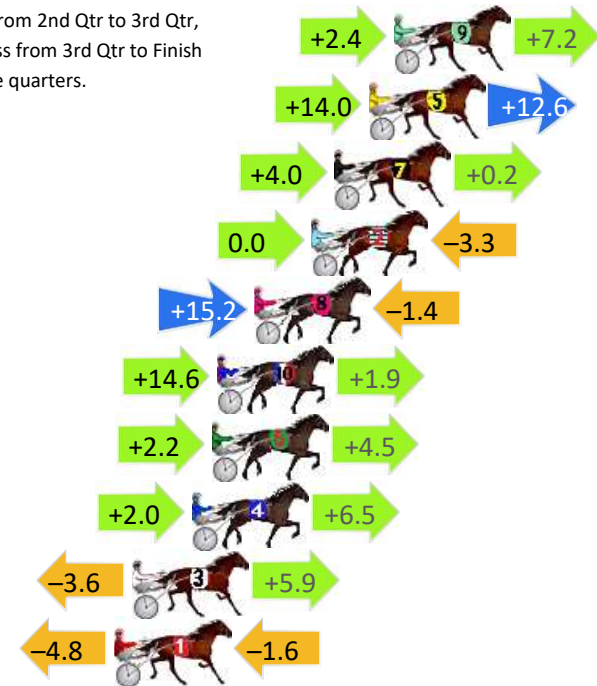 rom 2nd Qtr to 3rd Qtr,
ss from 3rd Qtr to Finish
e quarters.
+2.4 9 +7.2
+14.0 5 +12.6
+4.0 7 +0.2
0.0 2 –3.3
+15.2 8 –1.4
+14.6 10 +1.9
+2.2 6 +4.5
+2.0 4 +6.5
–3.6 3 +5.9
–4.8 1 –1.6